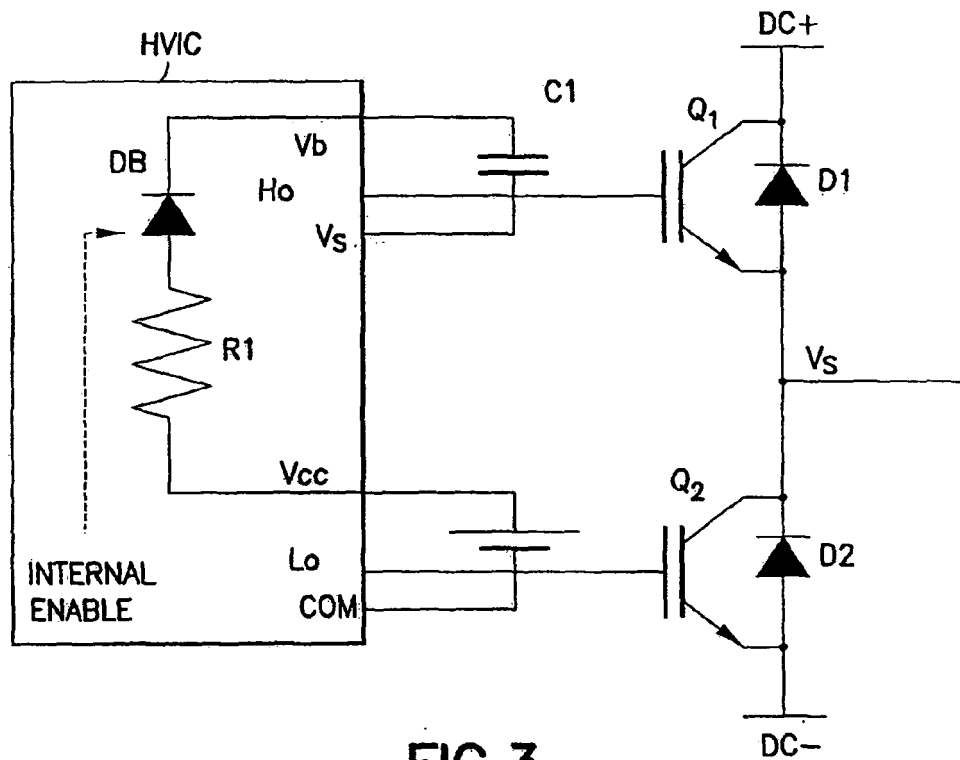 HVIC
DC+
C1
Q1
DB
Vb
Ho
VS
D1
R1
VS
Vcc
Q2
Lo
D2
INTERNAL
ENABLE
COM
DC-
FIG. 3